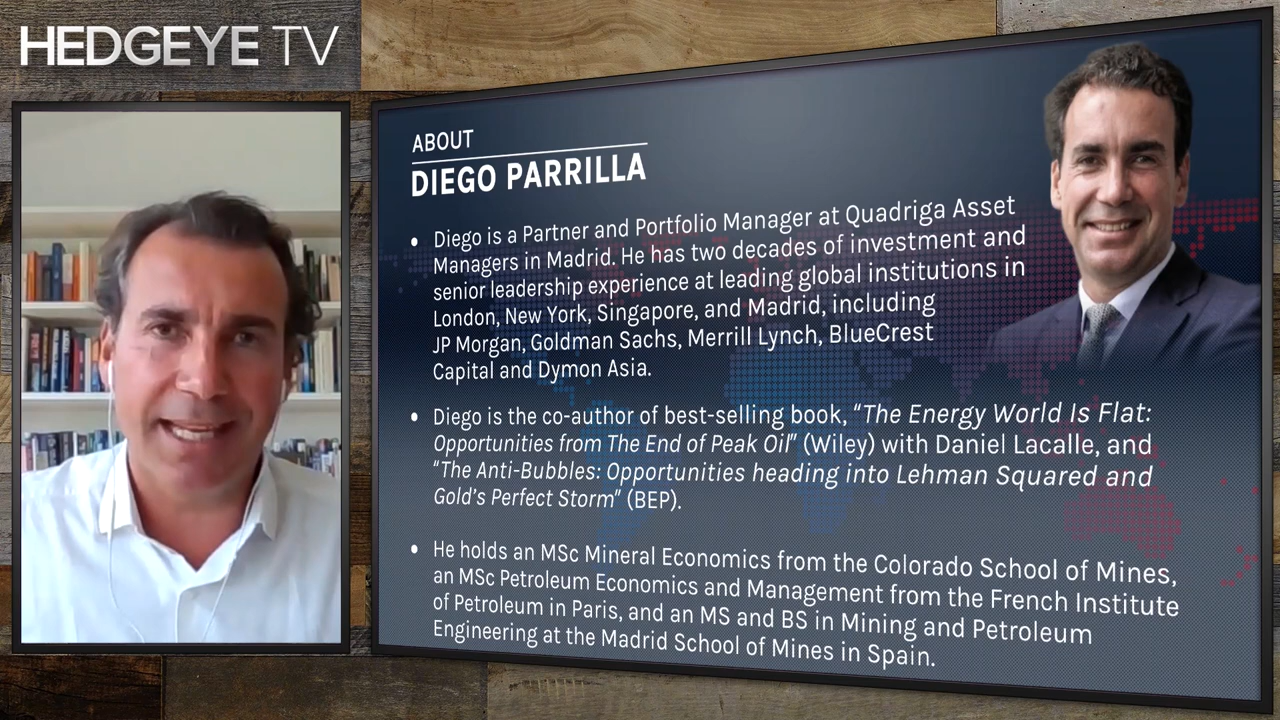 HEDGEYE TV
ABOUT
DIEGO PARRILLA
• Diego is a Partner and Portfolio Manager at Quadriga Asset
Managers in Madrid. He has two decades of investment and
senior leadership experience at leading global institutions in
London, New York, Singapore, and Madrid, including
JP Morgan, Goldman Sachs, Merrill Lynch, BlueCrest
Capital and Dymon Asia.
• Diego is the co-author of best-selling book, “The Energy World Is Flat:
Opportunities from The End of Peak Oil” (Wiley) with Daniel Lacalle, and
“The Anti-Bubbles: Opportunities heading into Lehman Squared and
Gold’s Perfect Storm” (BEP).
• He holds an MSc Mineral Economics from the Colorado School of Mines,
an MSc Petroleum Economics and Management from the French Institute
of Petroleum in Paris, and an MS and BS in Mining and Petroleum
Engineering at the Madrid School of Mines in Spain.